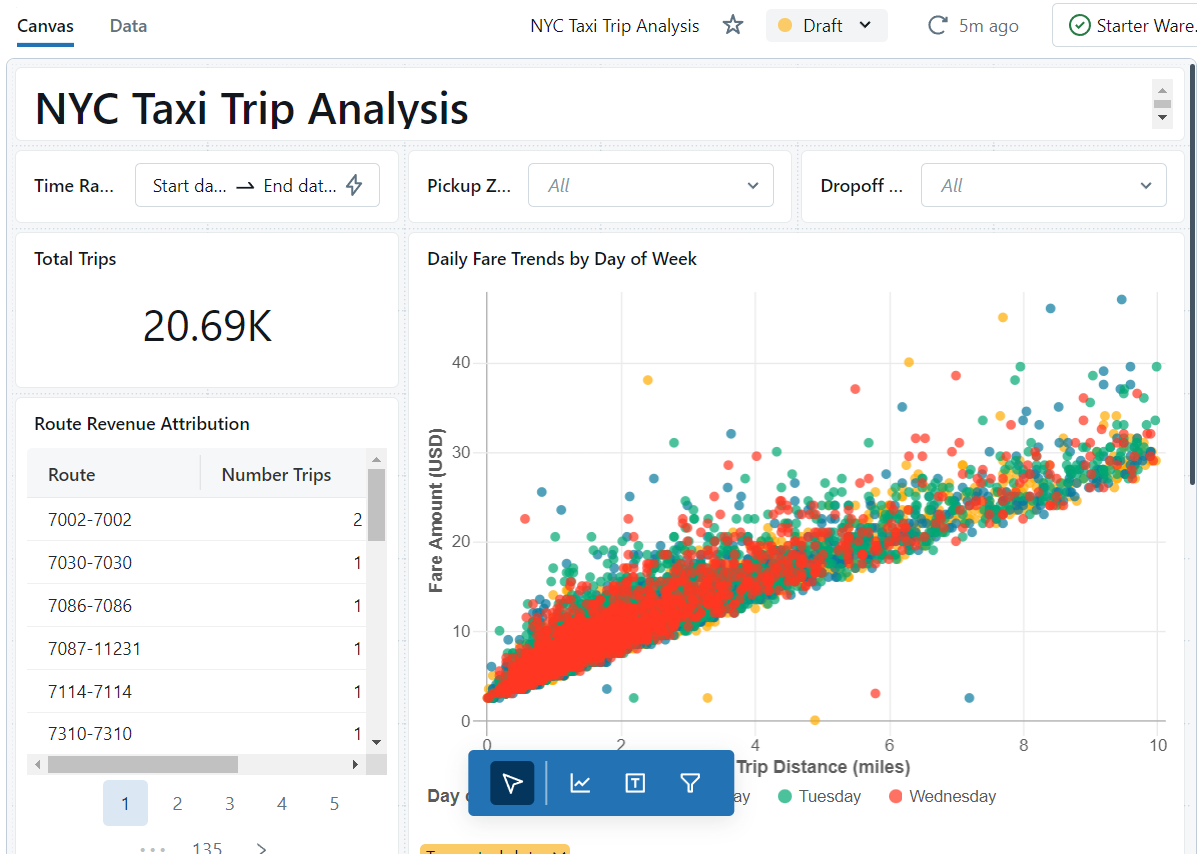 Canvas Data NYC Taxi Trip Analysis Draft 5m ago Starter Ware.
NYC Taxi Trip Analysis
Time Ra... Start da... End dat... Pickup Z... All Dropoff ... All
Total Trips
20.69K
Route Revenue Attribution
Route Number Trips
7002-7002 2
7030-7030 1
7086-7086 1
7087-11231 1
7114-7114 1
7310-7310 1
1 2 3 4 5
••• 135
Daily Fare Trends by Day of Week
Fare Amount (USD)
40
30
20
10
0
0 2 4 6 8 10
Trip Distance (miles)
Day ay Tuesday Wednesday